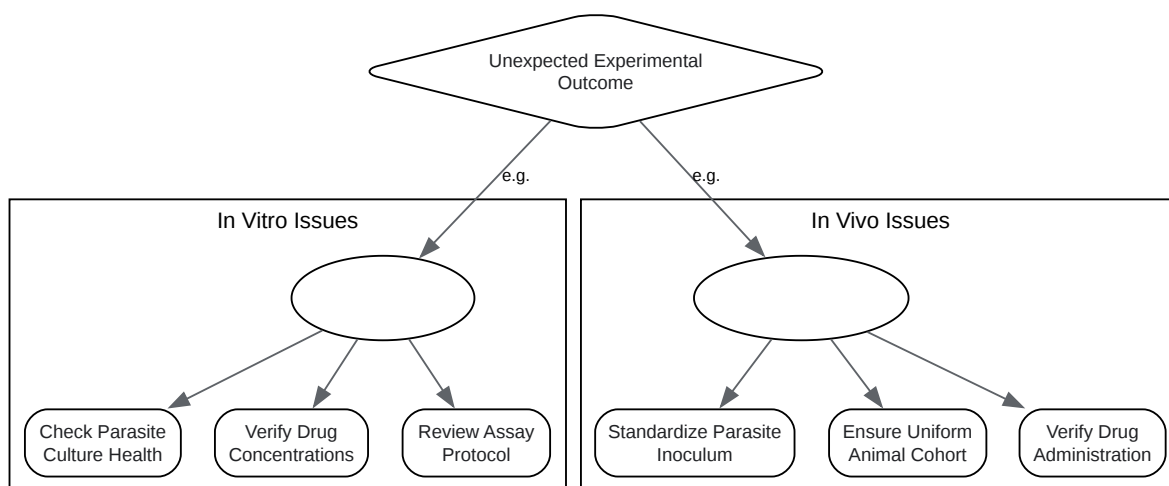 Unexpected Experimental
Outcome
e.g.
e.g.
In Vitro Issues
In Vivo Issues
Check Parasite
Culture Health
Verify Drug
Concentrations
Review Assay
Protocol
Standardize Parasite
Inoculum
Ensure Uniform
Animal Cohort
Verify Drug
Administration